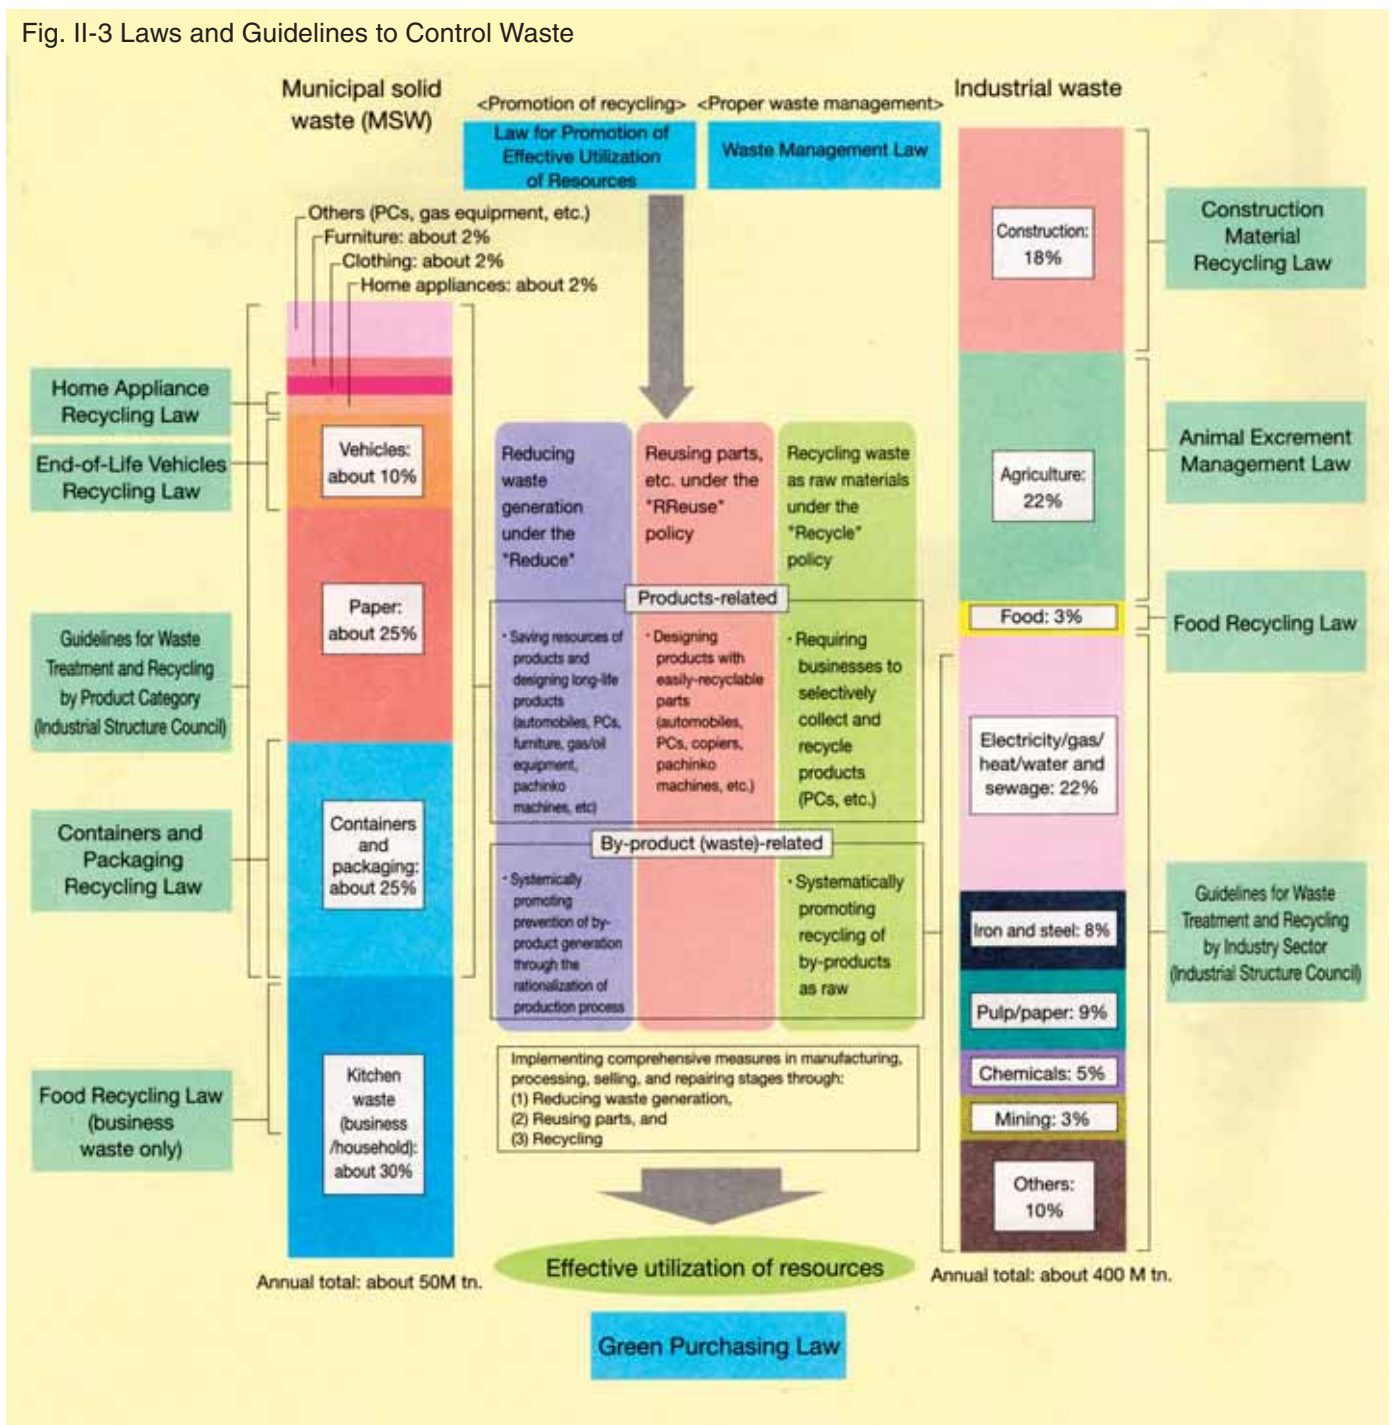 Fig. II-3 Laws and Guidelines to Control Waste
Municipal solid
waste (MSW)
<Promotion of recycling>
Law for Promotion of
Effective Utilization
of Resources
<Proper waste management>
Waste Management Law
Industrial waste
Others (PCs, gas equipment, etc.)
Furniture: about 2%
Clothing: about 2%
Home appliances: about 2%
Home Appliance
Recycling Law
End-of-Life Vehicles
Recycling Law
Guidelines for Waste
Treatment and Recycling
by Product Category
(Industrial Structure Council)
Containers and
Packaging
Recycling Law
Food Recycling Law
(business
waste only)
Vehicles:
about 10%
Paper:
about 25%
Containers
and
packaging:
about 25%
Kitchen
waste
(business
/household):
about 30%
Annual total: about 50M tn.
Reducing
waste
generation
under the
"Reduce"
Reusing parts,
etc. under the
"RReuse"
policy
Recycling waste
as raw materials
under the
"Recycle"
policy
Products-related
・Saving resources of
products and
designing long-life
products
(automobiles, PCs,
furniture, gas/oil
equipment,
pachinko
machines, etc)
・Designing
products with
easily-recyclable
parts
(automobiles,
PCs, copiers,
pachinko
machines, etc.)
・Requiring
businesses to
selectively
collect and
recycle
products
(PCs, etc.)
By-product (waste)-related
・Systemically
promoting
prevention of by-
product generation
through the
rationalization of
production process
・Systematically
promoting
recycling of
by-products
as raw
Implementing comprehensive measures in manufacturing,
processing, selling, and repairing stages through:
(1) Reducing waste generation,
(2) Reusing parts, and
(3) Recycling
Effective utilization of resources
Green Purchasing Law
Construction:
18%
Agriculture:
22%
Food: 3%
Electricity/gas/
heat/water and
sewage: 22%
Iron and steel: 8%
Pulp/paper: 9%
Chemicals: 5%
Mining: 3%
Others:
10%
Annual total: about 400 M tn.
Construction
Material
Recycling Law
Animal Excrement
Management Law
Food Recycling Law
Guidelines for Waste
Treatment and Recycling
by Industry Sector
(Industrial Structure Council)